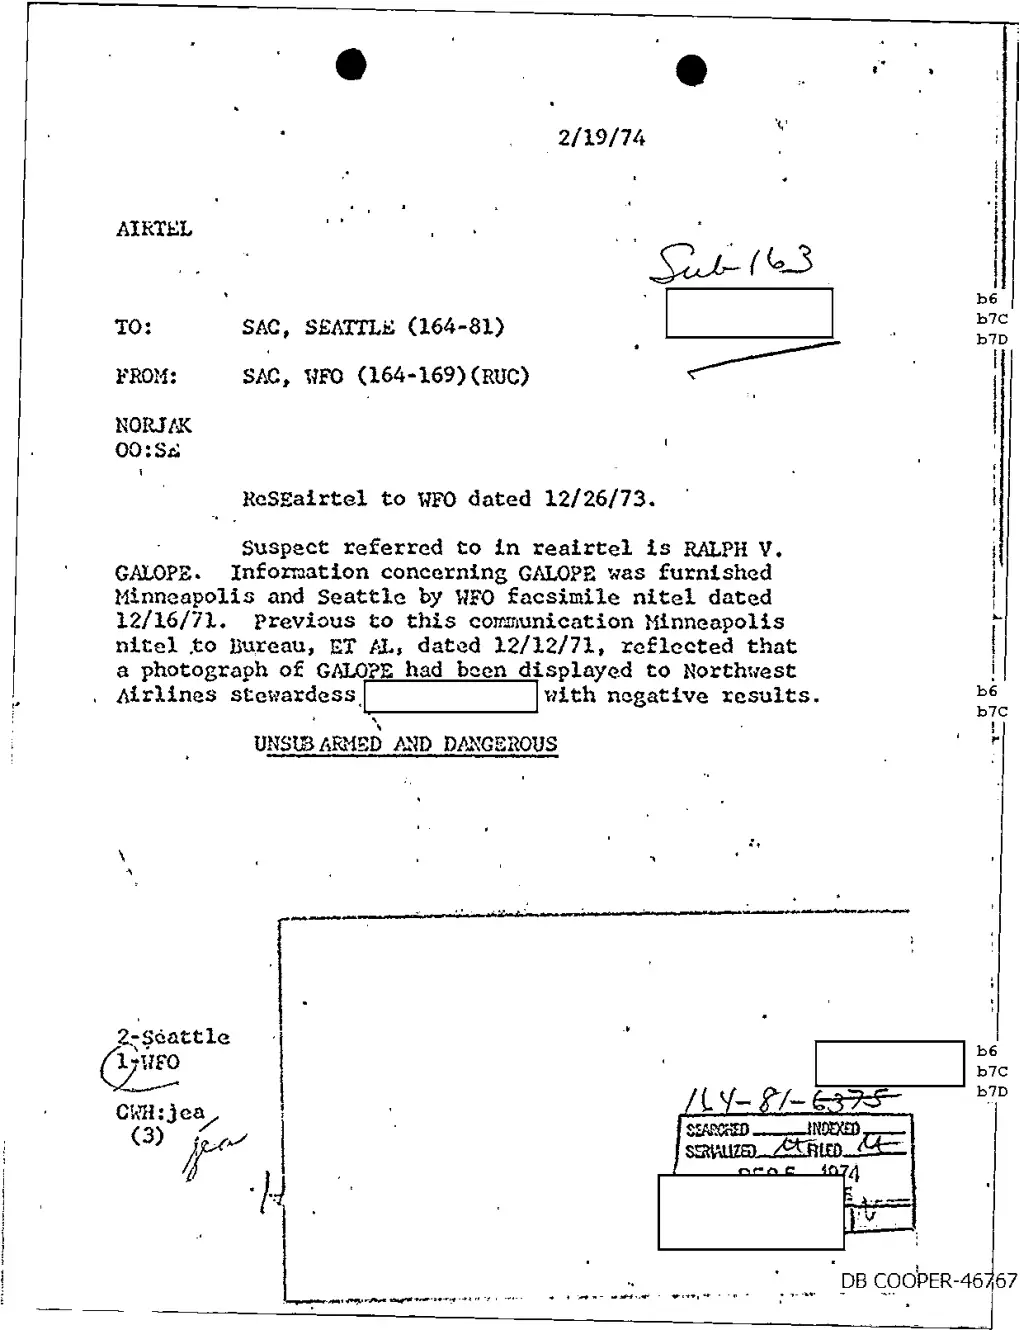 2/19/74
AIRTEL
Sub 163
b6
b7C
b7D
TO: SAC, SEATTLE (164-81)
FROM: SAC, WFO (164-169)(RUC)
NORJAK
OO:SE
ReSEairtel to WFO dated 12/26/73.
Suspect referred to in reairtel is RALPH V.
GALOPE. Information concerning GALOPE was furnished
Minneapolis and Seattle by WFO facsimile nitel dated
12/16/71. Previous to this communication Minneapolis
nitel to Bureau, ET AL, dated 12/12/71, reflected that
a photograph of GALOPE had been displayed to Northwest
Airlines stewardess with negative results.
b6
b7C
UNSUB ARMED AND DANGEROUS
2-Seattle
1-WFO
CWH:jea
(3)
jea
b6
b7C
b7D
164-81-6375
SEARCHED INDEXED
SERIALIZED FILED
1974
DB COOPER-46767